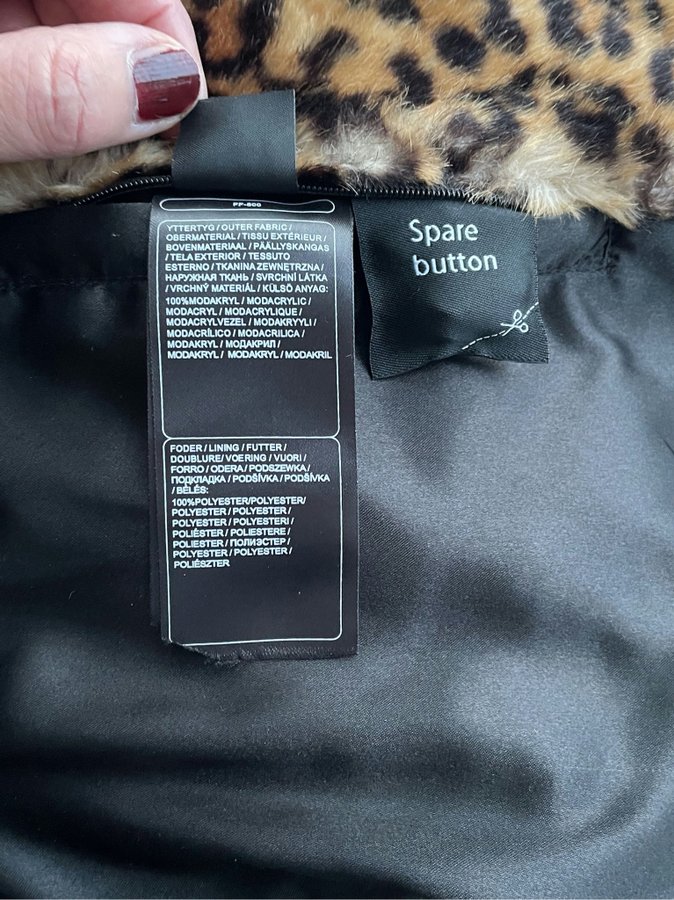 FF-800
YTTERTYG / OUTER FABRIC /
OBERMATERIAL / TISSU EXTÉRIEUR /
BOVENMATERIAAL / PÄÄLLYSKANGAS
/ TELA EXTERIOR / TESSUTO
ESTERNO / TKANINA ZEWNĘTRZNA /
НАРУЖНАЯ ТКАНЬ / SVRCHNÍ LÁTKA
/ VRCHNÝ MATERIÁL / KÜLSŐ ANYAG:
100%MODAKRYL / MODACRYLIC /
MODACRYL / MODACRYLIQUE /
MODACRYLVEZEL / MODAKRYYLI /
MODACRÍLICO / MODACRILICA /
MODAKRYL / МОДАКРИЛ /
MODAKRYL / MODAKRYL / MODAKRIL
FODER / LINING / FUTTER /
DOUBLURE / VOERING / VUORI /
FORRO / ODERA / PODSZEWKA /
ПОДКЛАДКА / PODŠÍVKA / PODŠÍVKA
/ BÉLÉS:
100%POLYESTER/POLYESTER/
POLYESTER / POLYESTER /
POLYESTER / POLYESTERI /
POLIÉSTER / POLIESTERE /
POLIESTER / ПОЛИЭСТЕР /
POLYESTER / POLYESTER /
POLIÉSZTER
Spare
button